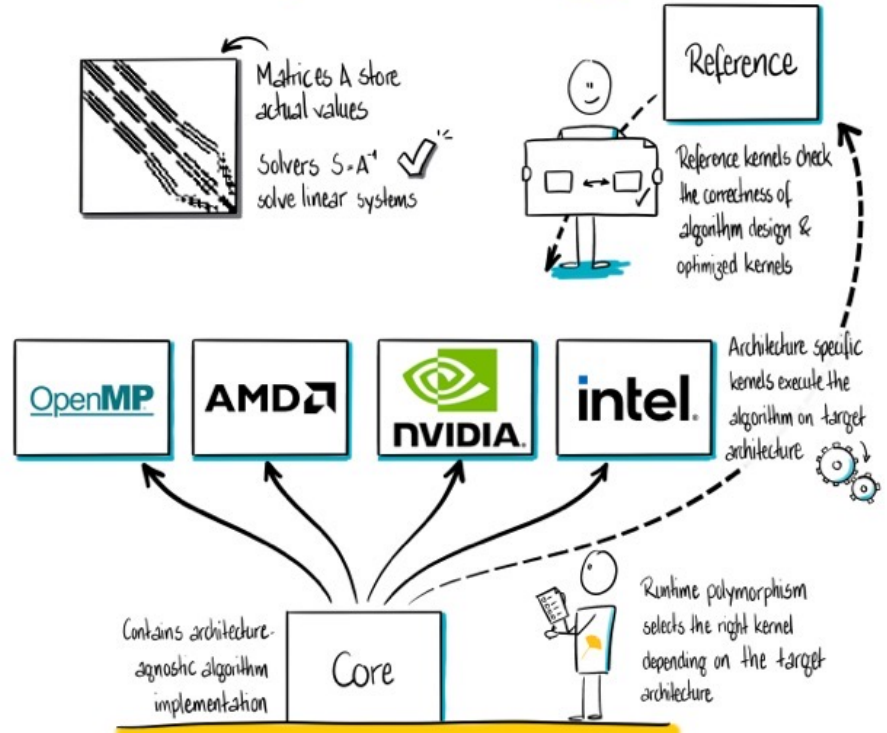 Matrices A store
actual values
Solvers S=A⁻¹
solve linear systems
Reference
Reference kernels check
the correctness of
algorithm design &
optimized kernels
OpenMP
AMD
NVIDIA
intel
Architecture specific
kernels execute the
algorithm on target
architecture
Contains architecture-
agnostic algorithm
implementation
Core
Runtime polymorphism
selects the right kernel
depending on the target
architecture